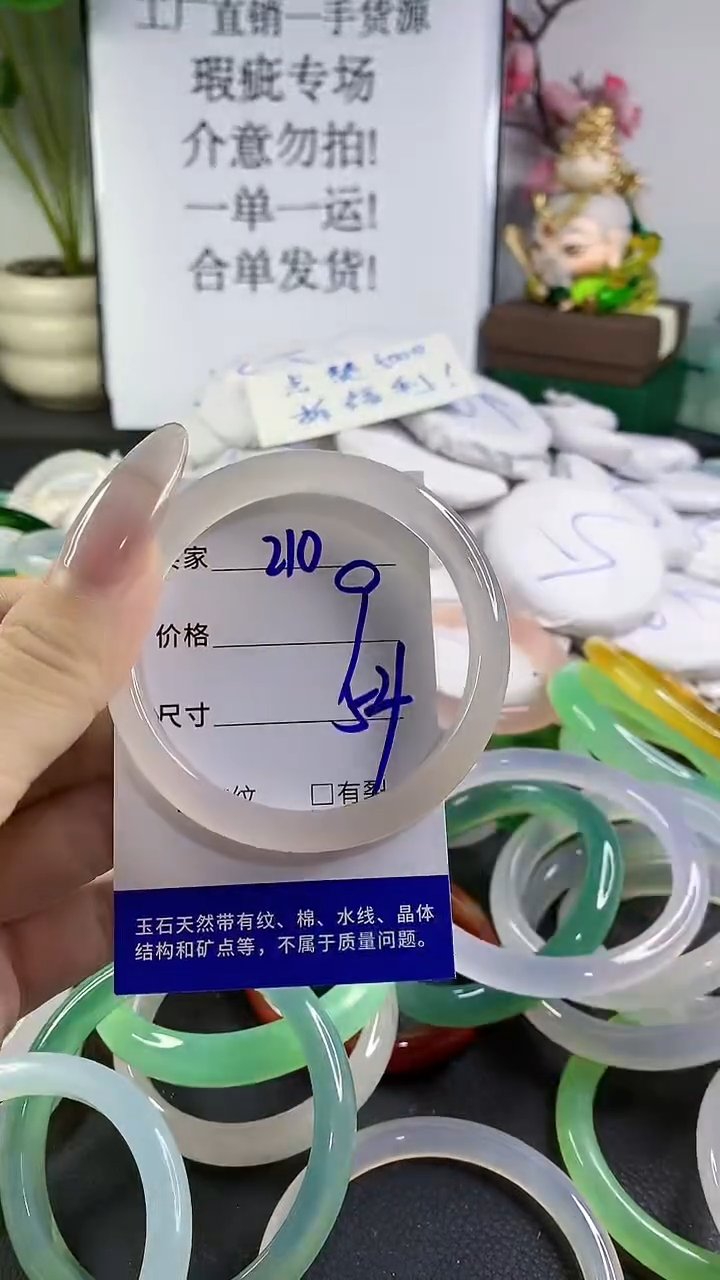 工厂直销一手货源
瑕疵专场
介意勿拍!
一单一运!
合单发货!
家 210
价格 9
尺寸 54
纹 □有裂
玉石天然带有纹、棉、水线、晶体
结构和矿点等，不属于质量问题。